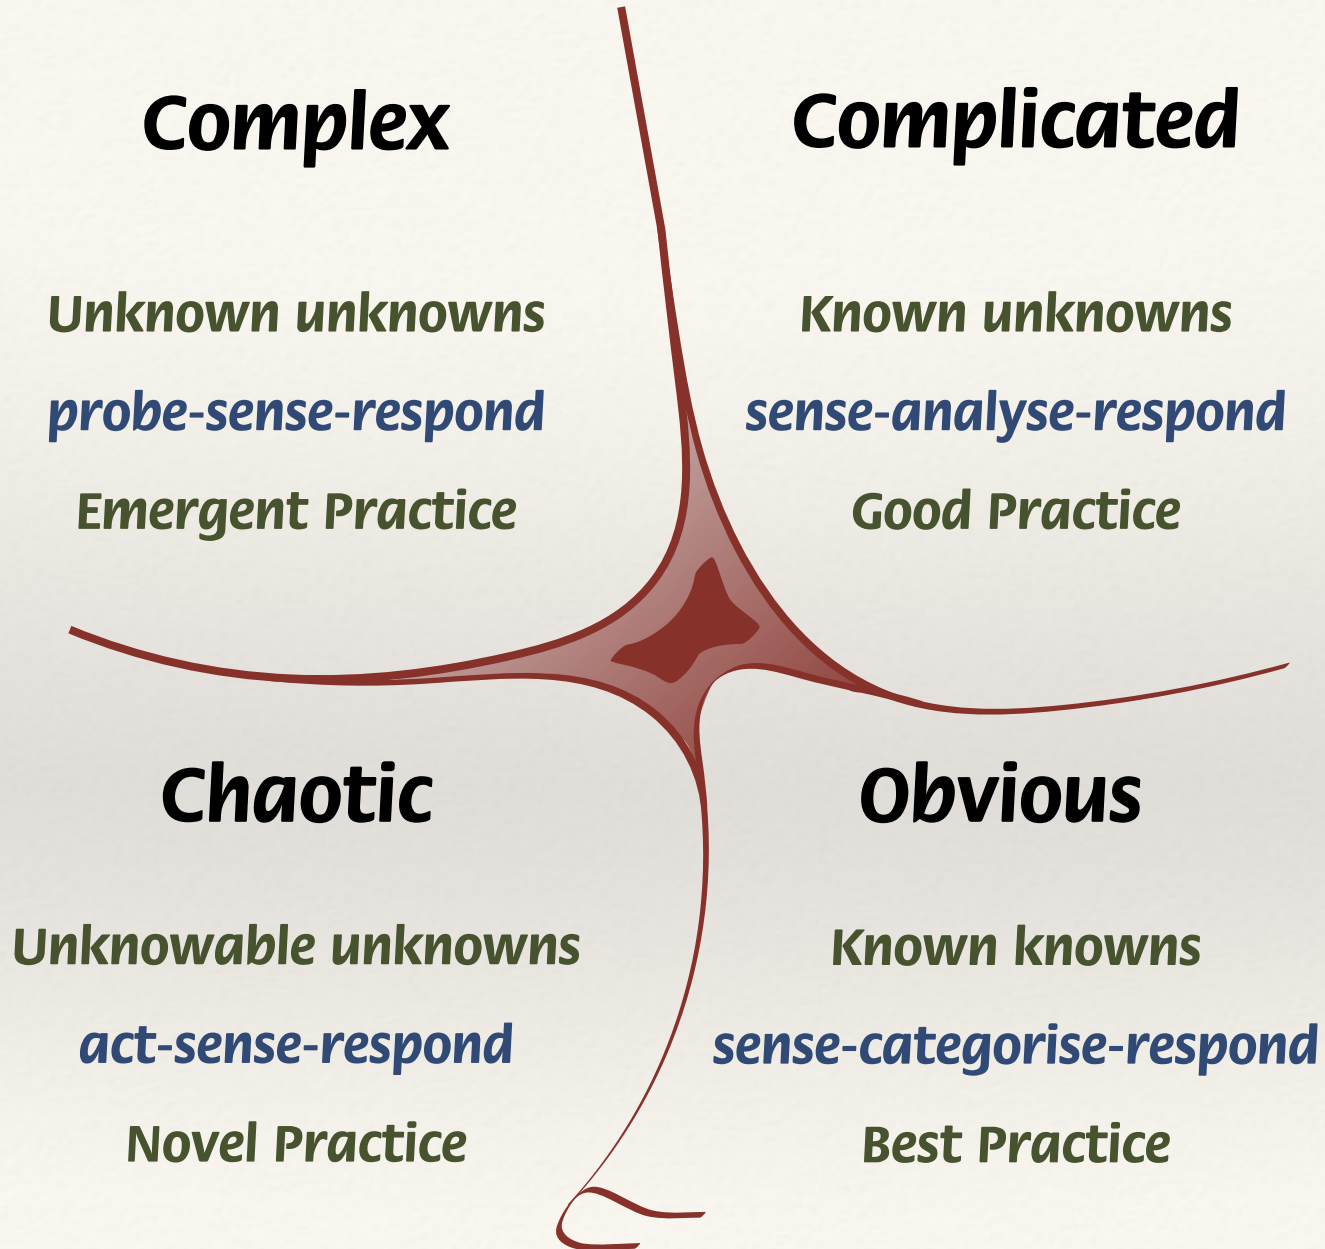 Complex
Unknown unknowns
probe-sense-respond
Emergent Practice
Complicated
Known unknowns
sense-analyse-respond
Good Practice
Chaotic
Unknowable unknowns
act-sense-respond
Novel Practice
Obvious
Known knowns
sense-categorise-respond
Best Practice